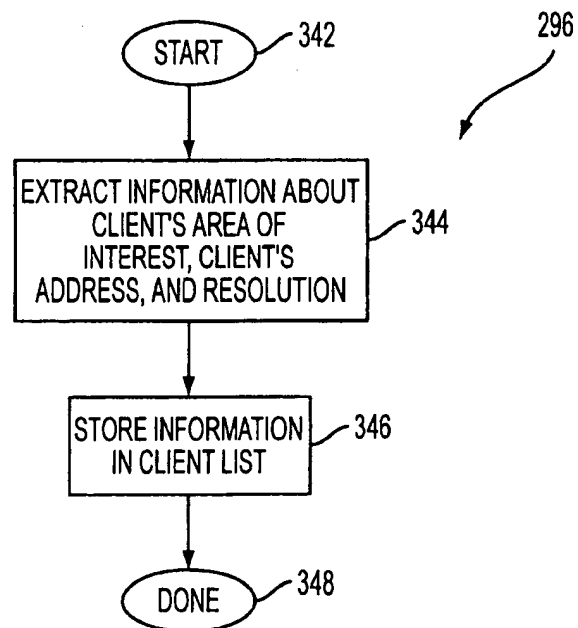 START
342
296
EXTRACT INFORMATION ABOUT
CLIENT'S AREA OF
INTEREST, CLIENT'S
ADDRESS, AND RESOLUTION
344
STORE INFORMATION
IN CLIENT LIST
346
DONE
348